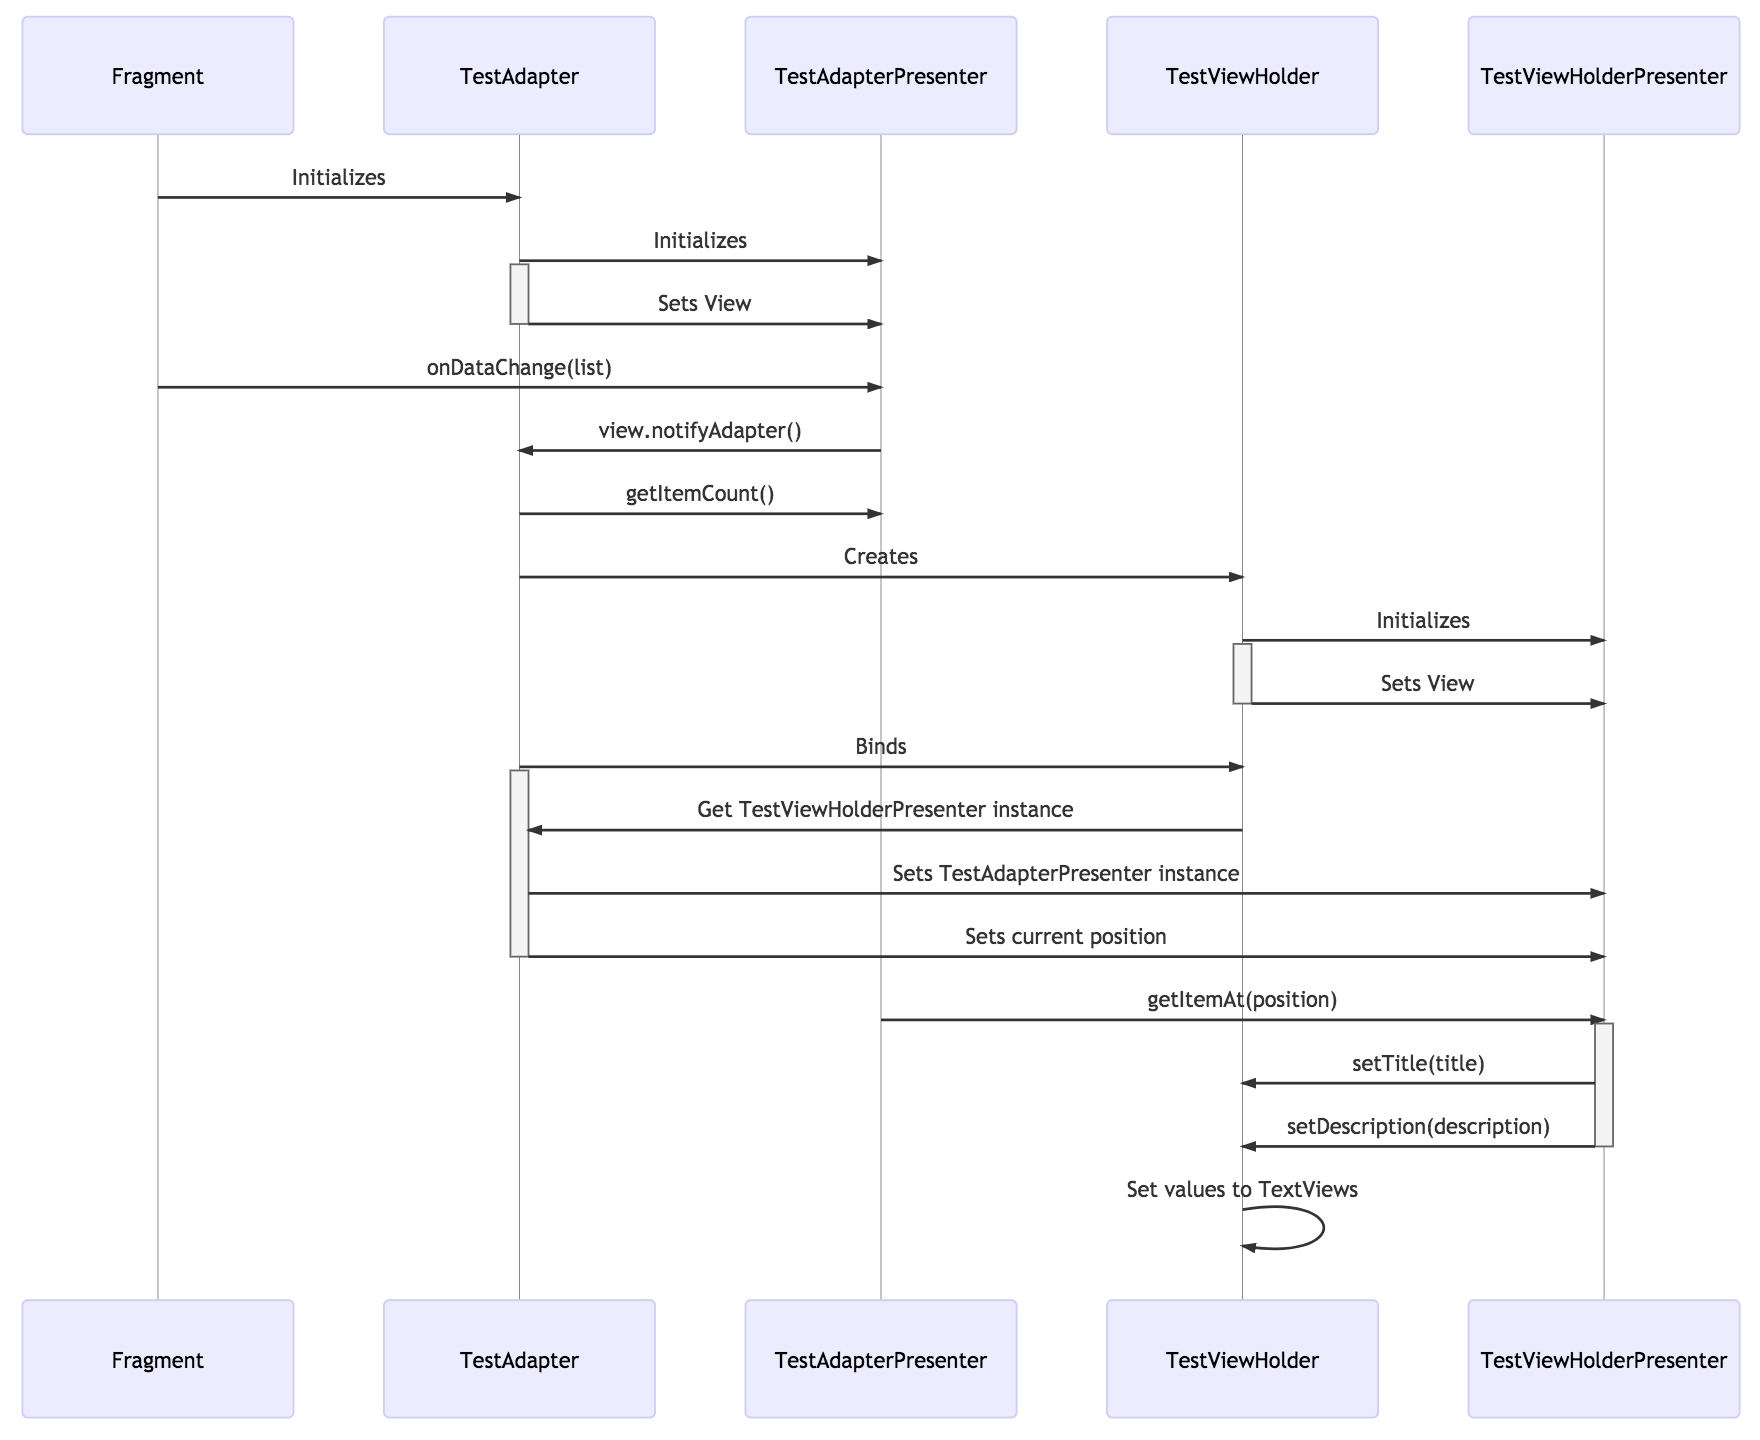 Fragment
TestAdapter
TestAdapterPresenter
TestViewHolder
TestViewHolderPresenter
Initializes
Initializes
Sets View
onDataChange(list)
view.notifyAdapter()
getItemCount()
Creates
Initializes
Sets View
Binds
Get TestViewHolderPresenter instance
Sets TestAdapterPresenter instance
Sets current position
getItemAt(position)
setTitle(title)
setDescription(description)
Set values to TextViews
Fragment
TestAdapter
TestAdapterPresenter
TestViewHolder
TestViewHolderPresenter